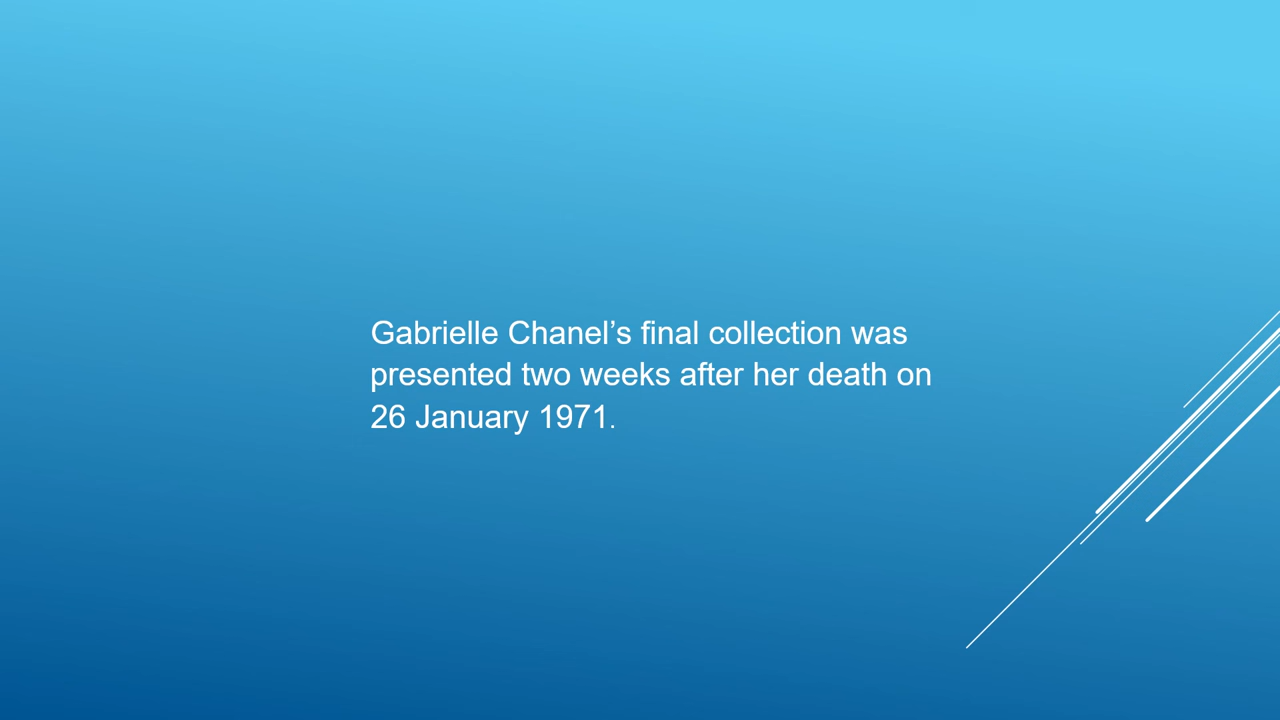 Gabrielle Chanel’s final collection was
presented two weeks after her death on
26 January 1971.